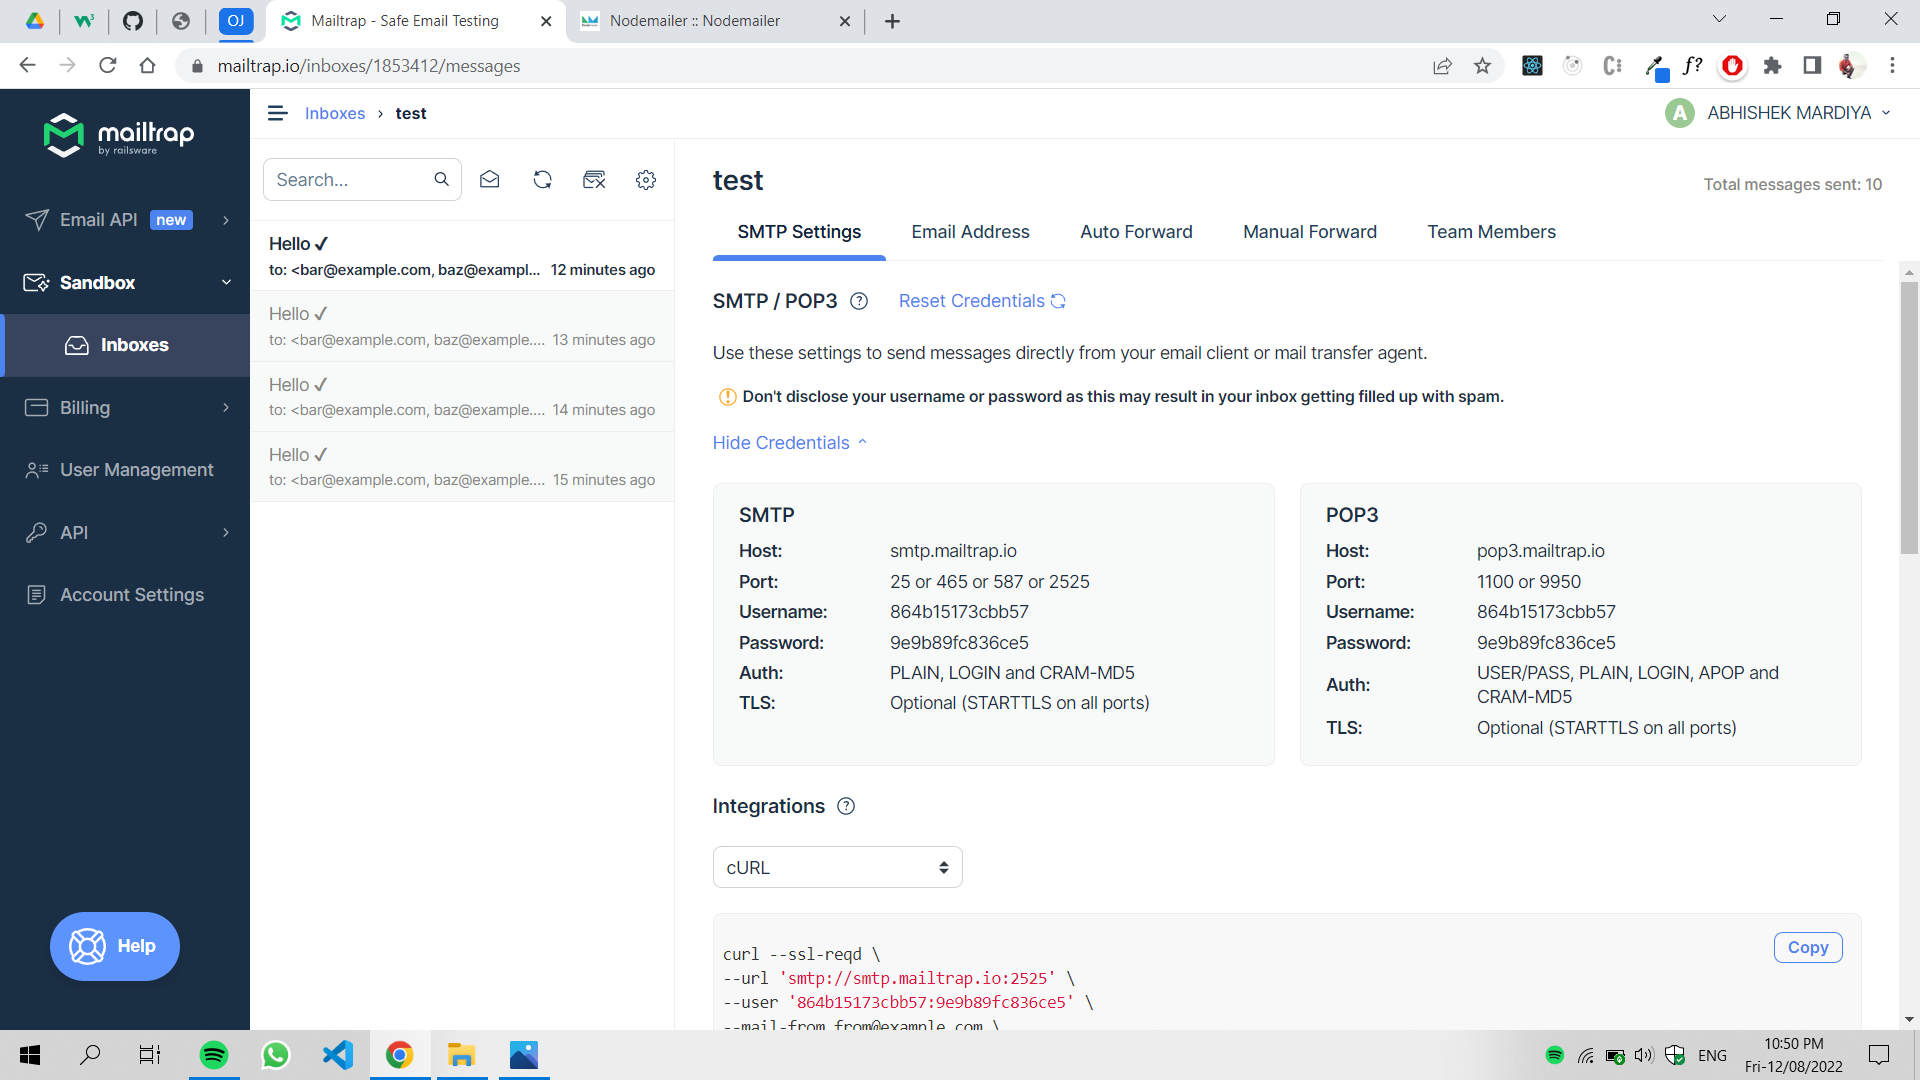 OJ
Mailtrap - Safe Email Testing
Nodemailer :: Nodemailer
mailtrap.io/inboxes/1853412/messages
f?
mailtrap
by railsware
Email API new
Sandbox
Inboxes
Billing
User Management
API
Account Settings
Help
Inboxes › test
A ABHISHEK MARDIYA
Search...
Hello ✓
to: <bar@example.com, baz@exampl... 12 minutes ago
Hello ✓
to: <bar@example.com, baz@example.... 13 minutes ago
Hello ✓
to: <bar@example.com, baz@example.... 14 minutes ago
Hello ✓
to: <bar@example.com, baz@example.... 15 minutes ago
test
Total messages sent: 10
SMTP Settings Email Address Auto Forward Manual Forward Team Members
SMTP / POP3 ? Reset Credentials
Use these settings to send messages directly from your email client or mail transfer agent.
Don't disclose your username or password as this may result in your inbox getting filled up with spam.
Hide Credentials
SMTP
Host: smtp.mailtrap.io
Port: 25 or 465 or 587 or 2525
Username: 864b15173cbb57
Password: 9e9b89fc836ce5
Auth: PLAIN, LOGIN and CRAM-MD5
TLS: Optional (STARTTLS on all ports)
POP3
Host: pop3.mailtrap.io
Port: 1100 or 9950
Username: 864b15173cbb57
Password: 9e9b89fc836ce5
Auth: USER/PASS, PLAIN, LOGIN, APOP and
CRAM-MD5
TLS: Optional (STARTTLS on all ports)
Integrations ?
cURL
Copy
curl --ssl-reqd \
--url 'smtp://smtp.mailtrap.io:2525' \
--user '864b15173cbb57:9e9b89fc836ce5' \
--mail-from from@example.com \
ENG
10:50 PM
Fri-12/08/2022